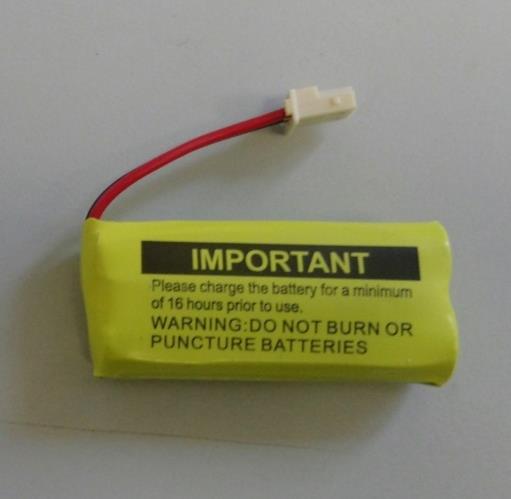 IMPORTANT
Please charge the battery for a minimum
of 16 hours prior to use.
WARNING:DO NOT BURN OR
PUNCTURE BATTERIES